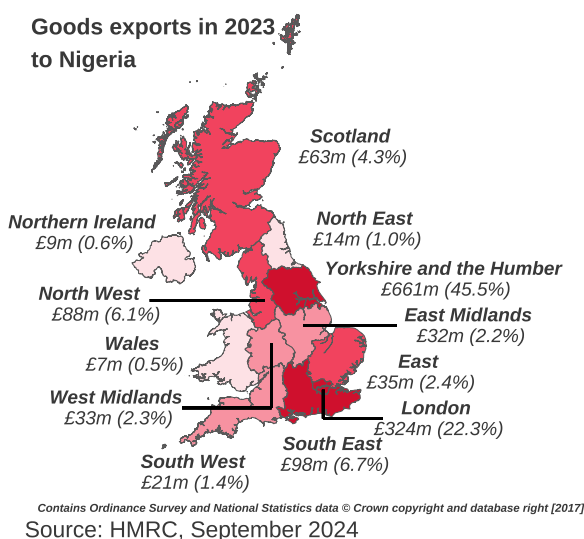 Goods exports in 2023
to Nigeria
Scotland
£63m (4.3%)
Northern Ireland
£9m (0.6%)
North East
£14m (1.0%)
Yorkshire and the Humber
£661m (45.5%)
North West
£88m (6.1%)
East Midlands
£32m (2.2%)
Wales
£7m (0.5%)
East
£35m (2.4%)
West Midlands
£33m (2.3%)
London
£324m (22.3%)
South East
£98m (6.7%)
South West
£21m (1.4%)
Contains Ordinance Survey and National Statistics data © Crown copyright and database right [2017]
Source: HMRC, September 2024